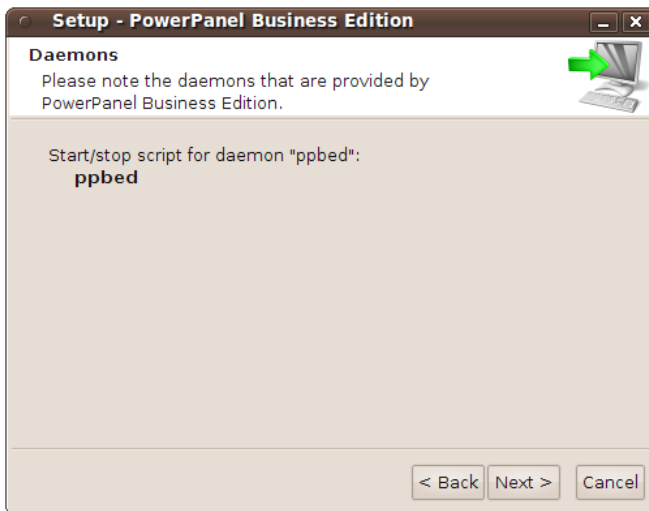 Setup - PowerPanel Business Edition
Daemons
Please note the daemons that are provided by
PowerPanel Business Edition.
Start/stop script for daemon "ppbed":
ppbed
< Back Next > Cancel